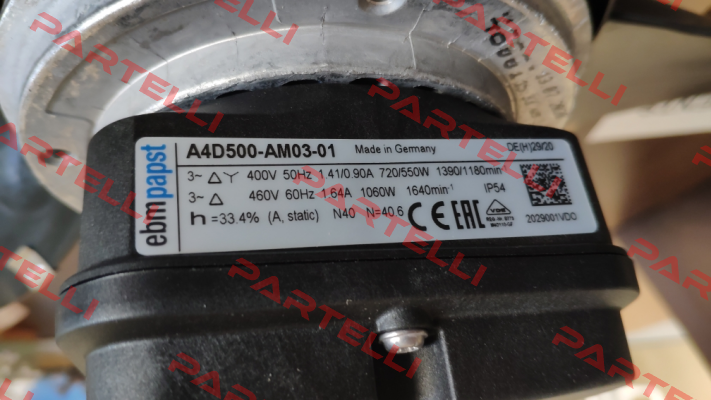 PARTELLI
ebmpapst
A4D500-AM03-01 Made in Germany DE(H)29/20
3~ △Y 400V 50Hz 1.41/0.90A 720/550W 1390/1180min
3~ △ 460V 60Hz 1.64A 1060W 1640min⁻¹ IP54
h =33.4% (A, static) N40 N=40.6 CE EAC VDE
2029001VDO